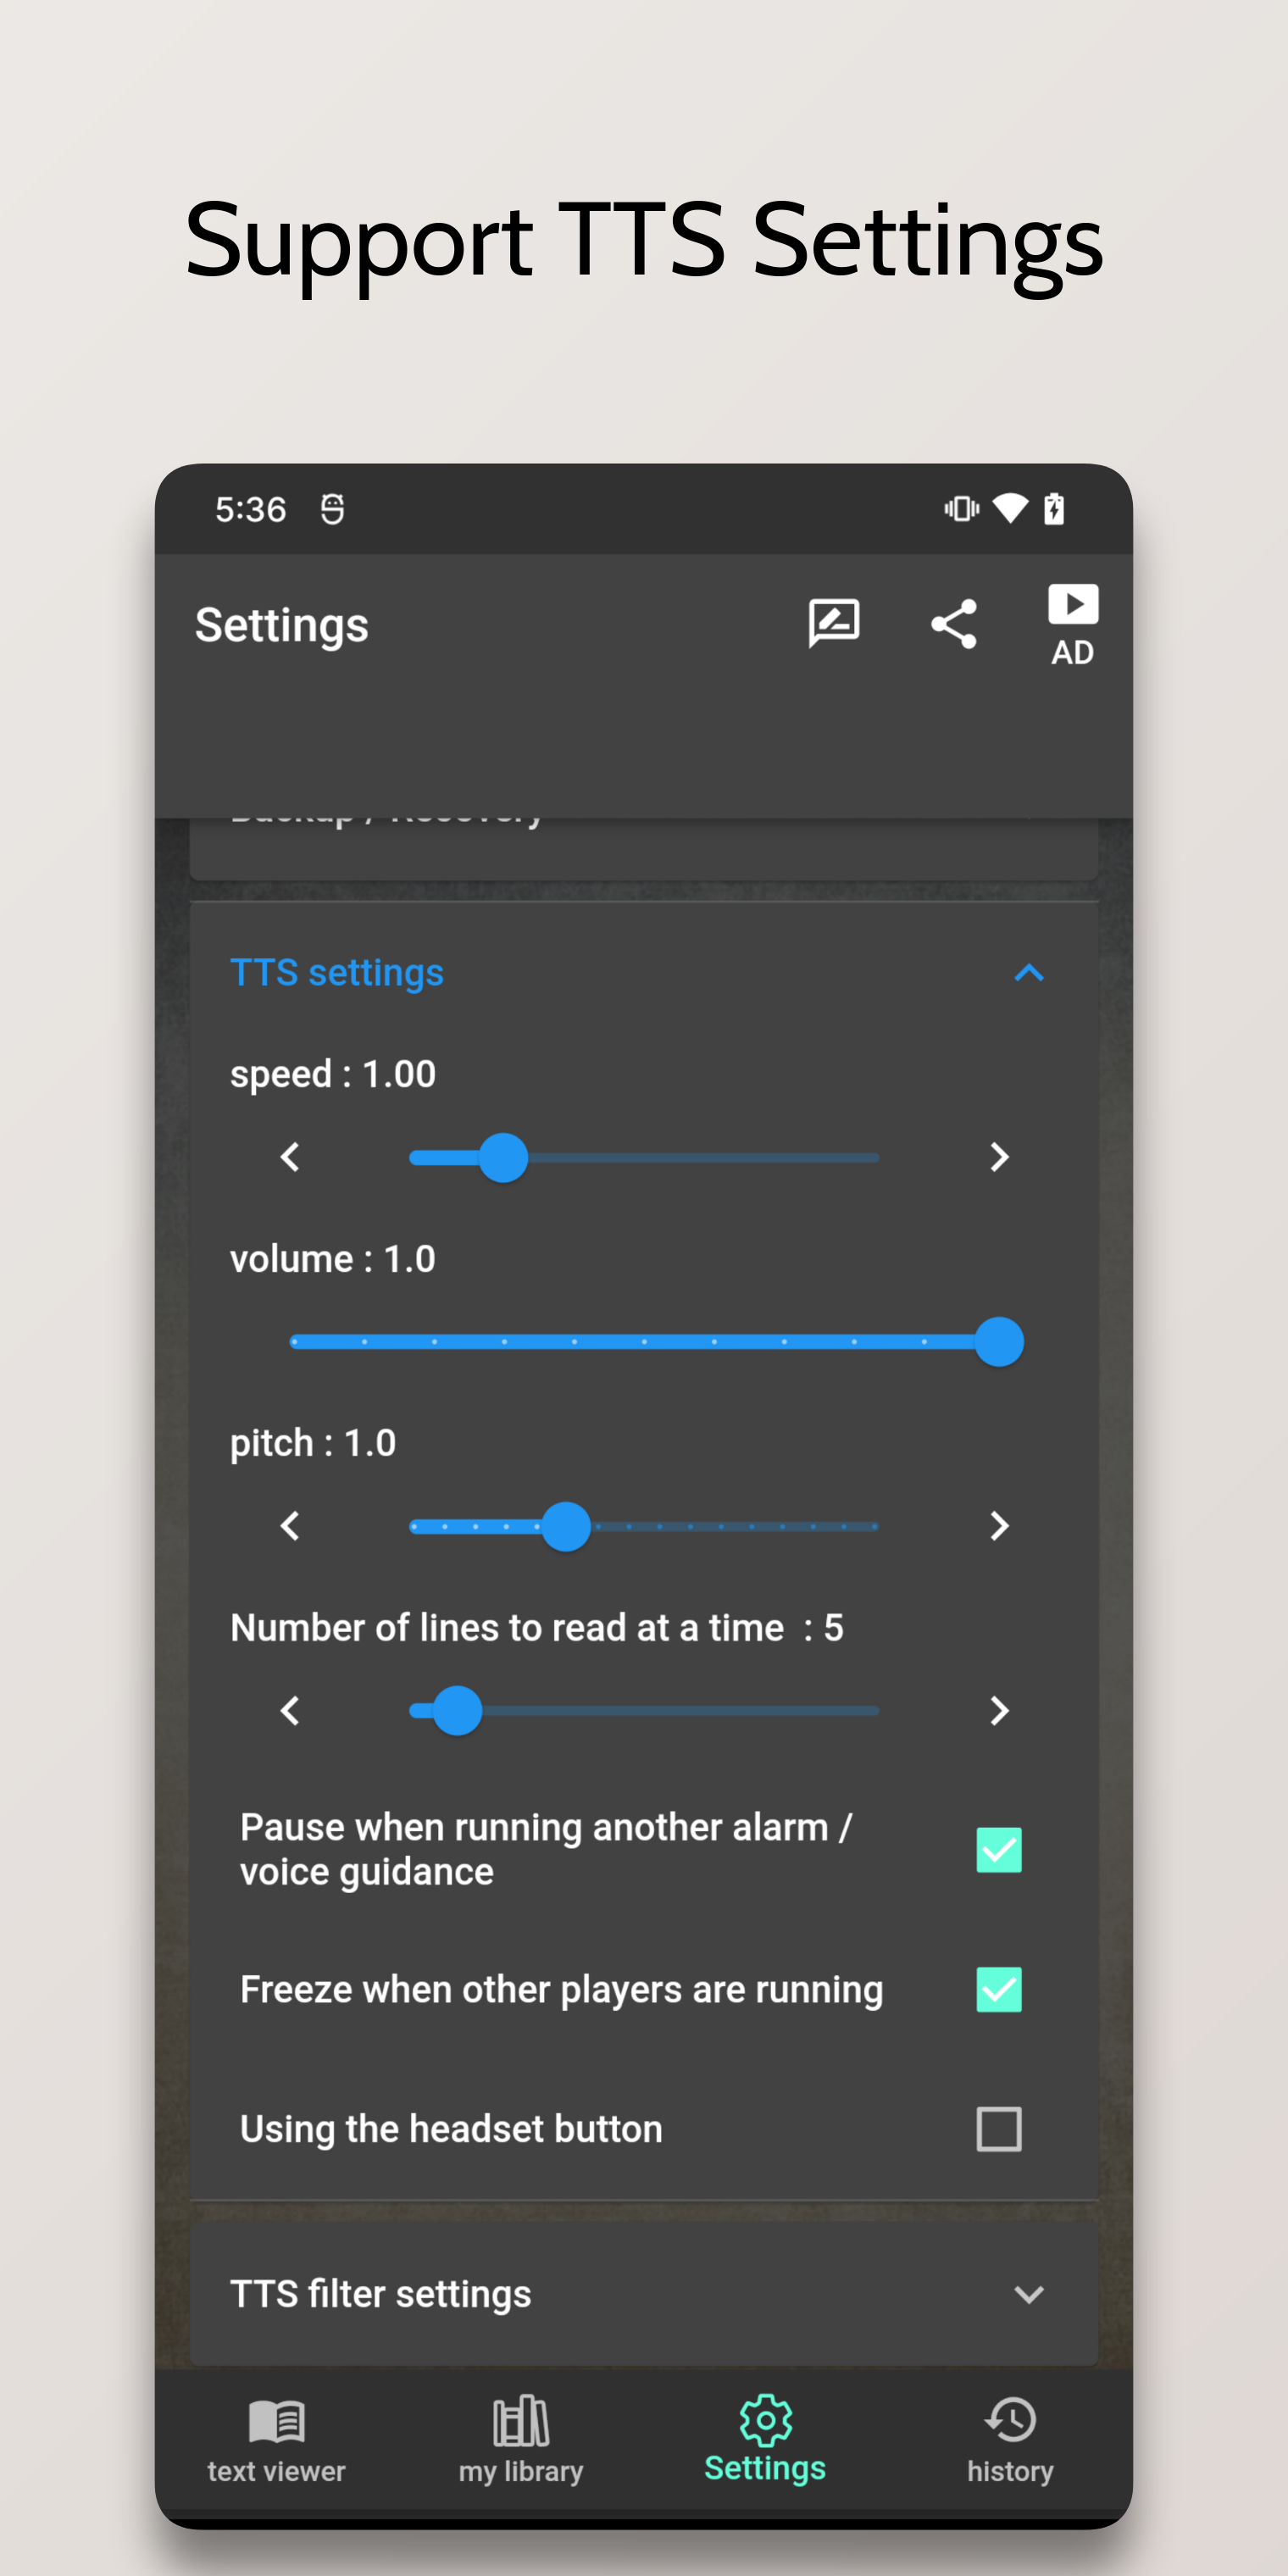 Support TTS Settings
5:36
Settings
AD
Backup / Recovery
TTS settings
speed : 1.00
volume : 1.0
pitch : 1.0
Number of lines to read at a time : 5
Pause when running another alarm /
voice guidance
Freeze when other players are running
Using the headset button
TTS filter settings
text viewer
my library
Settings
history